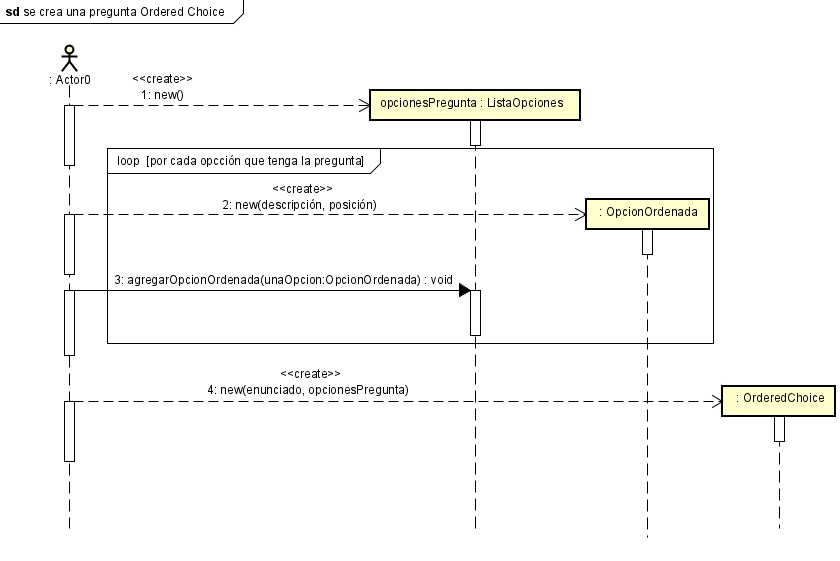 sd se crea una pregunta Ordered Choice
: Actor0
<<create>>
1: new()
opcionesPregunta : ListaOpciones
loop [por cada opcción que tenga la pregunta]
<<create>>
2: new(descripción, posición)
: OpcionOrdenada
3: agregarOpcionOrdenada(unaOpcion:OpcionOrdenada) : void
<<create>>
4: new(enunciado, opcionesPregunta)
: OrderedChoice